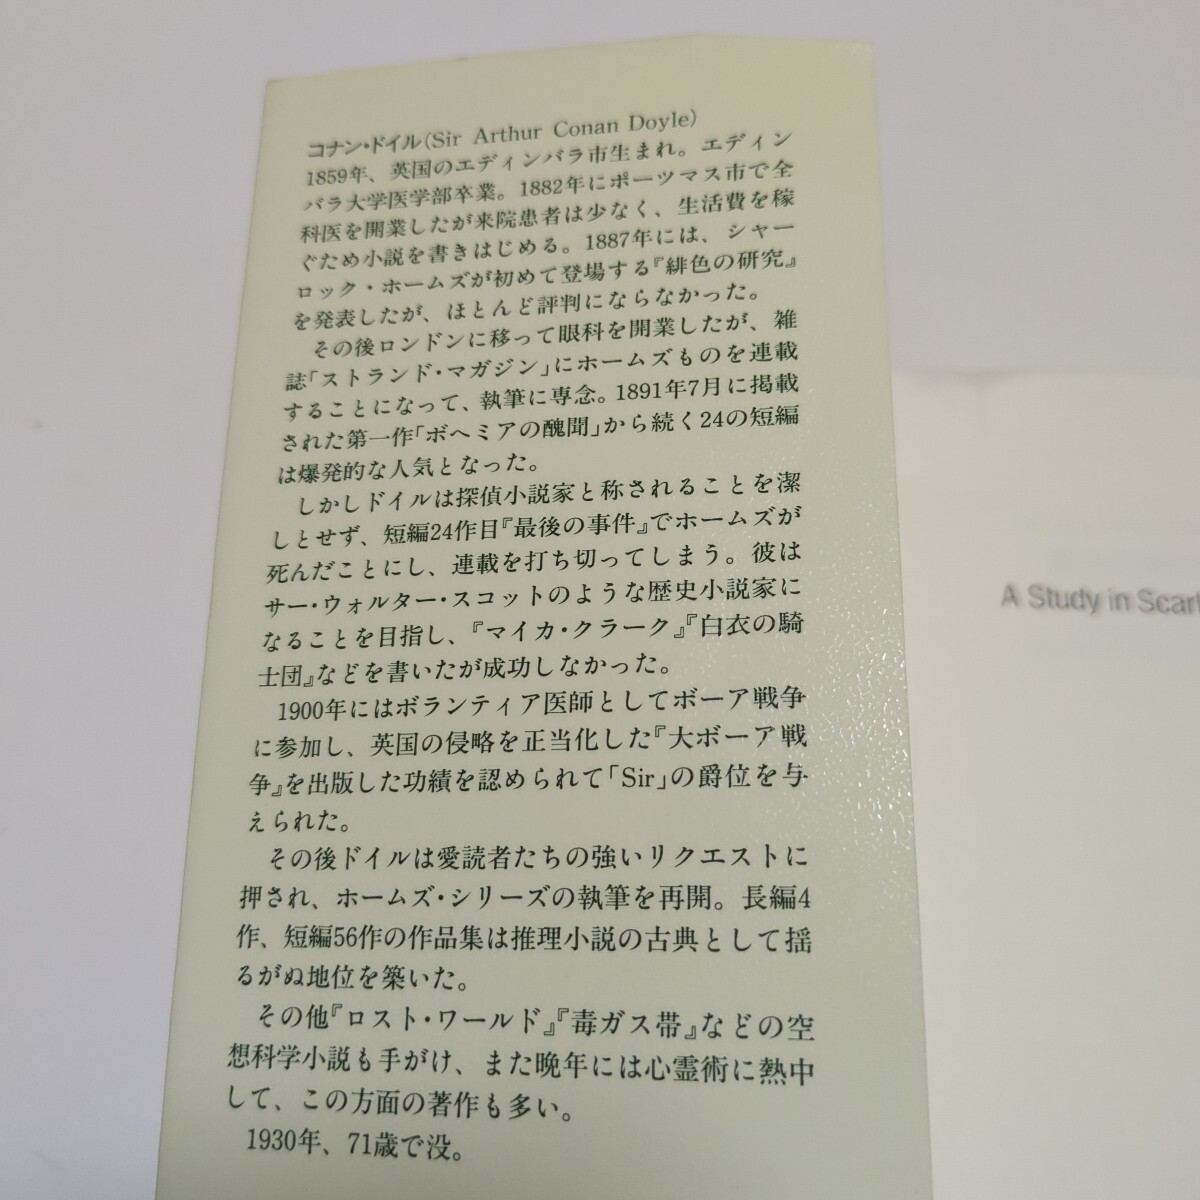 コナン・ドイル(Sir Arthur Conan Doyle)
1859年、英国のエディンバラ市生まれ。エディン
バラ大学医学部卒業。1882年にポーツマス市で全
科医を開業したが来院患者は少なく、生活費を稼
ぐため小説を書きはじめる。1887年には、シャー
ロック・ホームズが初めて登場する『緋色の研究』
を発表したが、ほとんど評判にならなかった。
その後ロンドンに移って眼科を開業したが、雑
誌「ストランド・マガジン」にホームズものを連載
することになって、執筆に専念。1891年7月に掲載
された第一作「ボヘミアの醜聞」から続く24の短編
は爆発的な人気となった。
しかしドイルは探偵小説家と称されることを潔
しとせず、短編24作目『最後の事件』でホームズが
死んだことにし、連載を打ち切ってしまう。彼は
サー・ウォルター・スコットのような歴史小説家に
なることを目指し、『マイカ・クラーク』『白衣の騎
士団』などを書いたが成功しなかった。
1900年にはボランティア医師としてボーア戦争
に参加し、英国の侵略を正当化した『大ボーア戦
争』を出版した功績を認められて「Sir」の爵位を与
えられた。
その後ドイルは愛読者たちの強いリクエストに
押され、ホームズ・シリーズの執筆を再開。長編4
作、短編56作の作品集は推理小説の古典として揺
るがぬ地位を築いた。
その他『ロスト・ワールド』『毒ガス帯』などの空
想科学小説も手がけ、また晩年には心霊術に熱中
して、この方面の著作も多い。
1930年、71歳で没。
A Study in Scarl